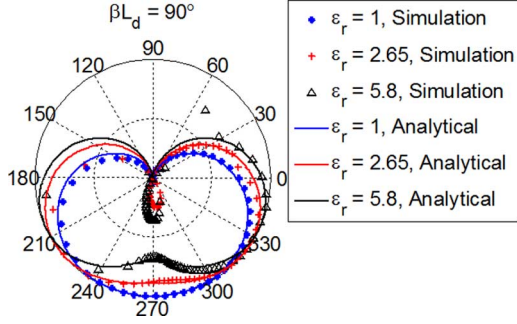 βL_d = 90°
90
120
60
150
30
180
0
210
330
240
300
270
ε_r = 1, Simulation
ε_r = 2.65, Simulation
ε_r = 5.8, Simulation
ε_r = 1, Analytical
ε_r = 2.65, Analytical
ε_r = 5.8, Analytical